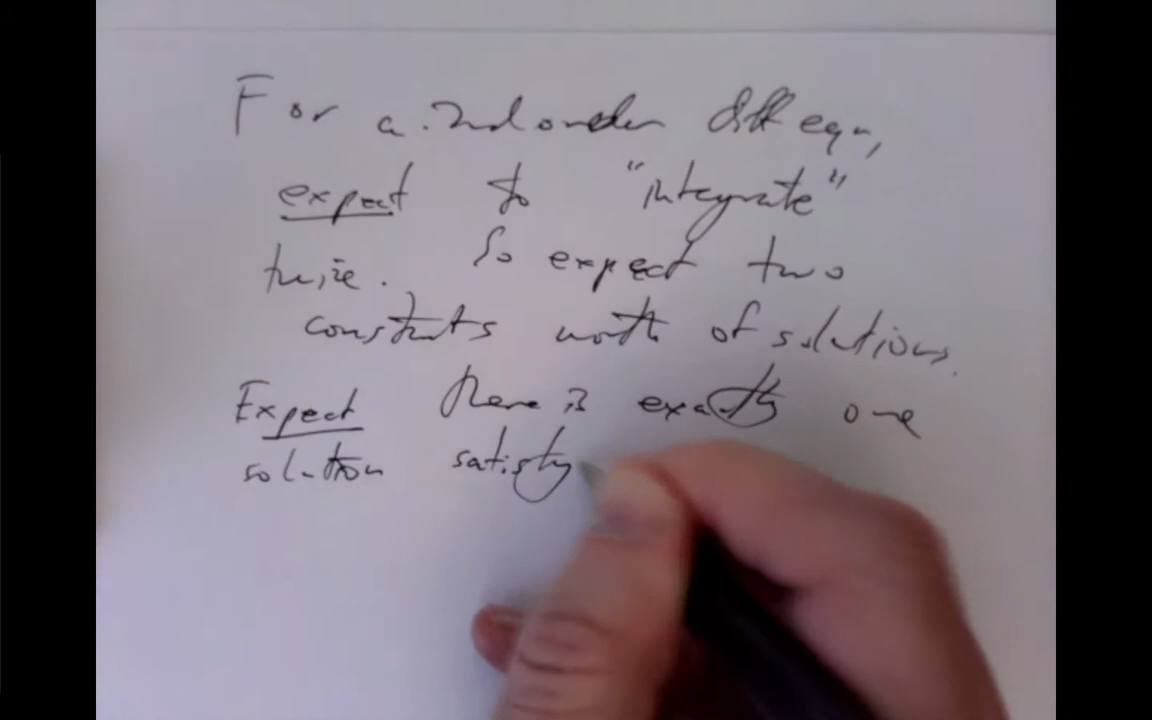 For a 2nd order diff eqn,
expect to "integrate"
twice. So expect two
constants worth of solutions.
Expect there is exactly one
solution satisfy